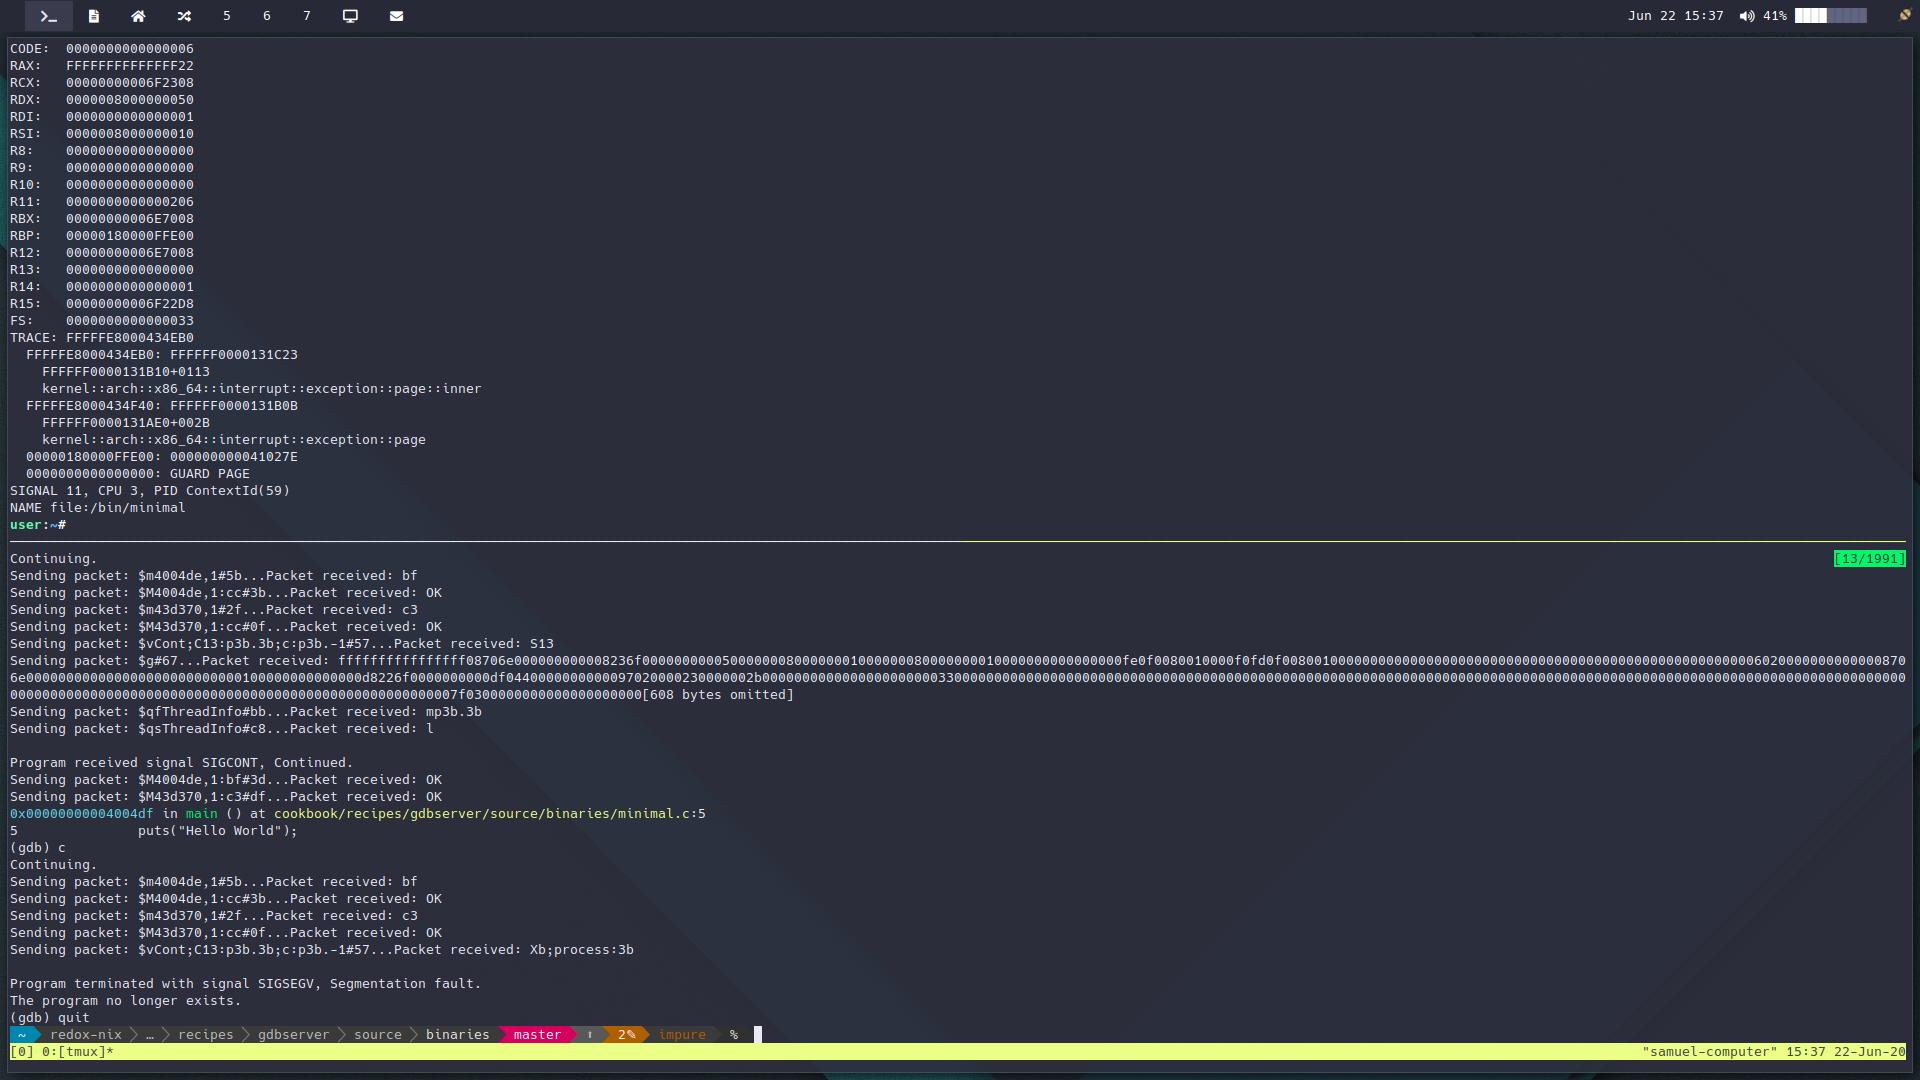 5 6 7 Jun 22 15:37 41%
CODE: 0000000000000006
RAX: FFFFFFFFFFFFFF22
RCX: 00000000006F2308
RDX: 0000008000000050
RDI: 0000000000000001
RSI: 0000008000000010
R8: 0000000000000000
R9: 0000000000000000
R10: 0000000000000000
R11: 0000000000000206
RBX: 00000000006E7008
RBP: 00000180000FFE00
R12: 00000000006E7008
R13: 0000000000000000
R14: 0000000000000001
R15: 00000000006F22D8
FS: 0000000000000033
TRACE: FFFFFE8000434EB0
FFFFFE8000434EB0: FFFFFF0000131C23
FFFFFF0000131B10+0113
kernel::arch::x86_64::interrupt::exception::page::inner
FFFFFE8000434F40: FFFFFF0000131B0B
FFFFFF0000131AE0+002B
kernel::arch::x86_64::interrupt::exception::page
00000180000FFE00: 000000000041027E
0000000000000000: GUARD PAGE
SIGNAL 11, CPU 3, PID ContextId(59)
NAME file:/bin/minimal
user:~#
Continuing. [13/1991]
Sending packet: $m4004de,1#5b...Packet received: bf
Sending packet: $M4004de,1:cc#3b...Packet received: OK
Sending packet: $m43d370,1#2f...Packet received: c3
Sending packet: $M43d370,1:cc#0f...Packet received: OK
Sending packet: $vCont;C13:p3b.3b;c:p3b.-1#57...Packet received: S13
Sending packet: $g#67...Packet received:
[608 bytes omitted]
Sending packet: $qfThreadInfo#bb...Packet received: mp3b.3b
Sending packet: $qsThreadInfo#c8...Packet received: l
Program received signal SIGCONT, Continued.
Sending packet: $M4004de,1:bf#3d...Packet received: OK
Sending packet: $M43d370,1:c3#df...Packet received: OK
0x00000000004004df in main () at cookbook/recipes/gdbserver/source/binaries/minimal.c:5
5 puts("Hello World");
(gdb) c
Continuing.
Sending packet: $m4004de,1#5b...Packet received: bf
Sending packet: $M4004de,1:cc#3b...Packet received: OK
Sending packet: $m43d370,1#2f...Packet received: c3
Sending packet: $M43d370,1:cc#0f...Packet received: OK
Sending packet: $vCont;C13:p3b.3b;c:p3b.-1#57...Packet received: Xb;process:3b
Program terminated with signal SIGSEGV, Segmentation fault.
The program no longer exists.
(gdb) quit
~ redox-nix … recipes gdbserver source binaries master ⬆ 2% impure %
[0] 0:[tmux]* "samuel-computer" 15:37 22-Jun-20